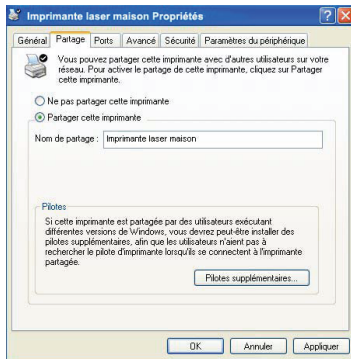 Imprimante laser maison Propriétés
Général Partage Ports Avancé Sécurité Paramètres du périphérique
Vous pouvez partager cette imprimante avec d'autres utilisateurs sur votre
réseau. Pour activer le partage de cette imprimante, cliquez sur Partager
cette imprimante.
Ne pas partager cette imprimante
Partager cette imprimante
Nom de partage : Imprimante laser maison
Pilotes
Si cette imprimante est partagée par des utilisateurs exécutant
différentes versions de Windows, vous devrez peut-être installer des
pilotes supplémentaires, afin que les utilisateurs n'aient pas à
rechercher le pilote d'imprimante lorsqu'ils se connectent à l'imprimante
partagée.
Pilotes supplémentaires...
OK Annuler Appliquer